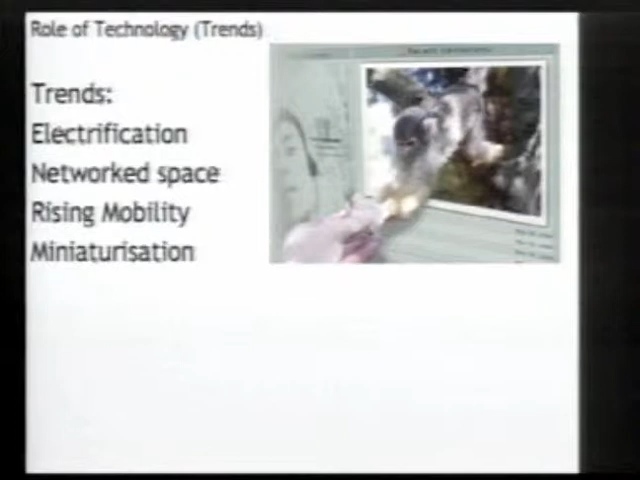 Role of Technology (Trends)
Trends:
Electrification
Networked space
Rising Mobility
Miniaturisation